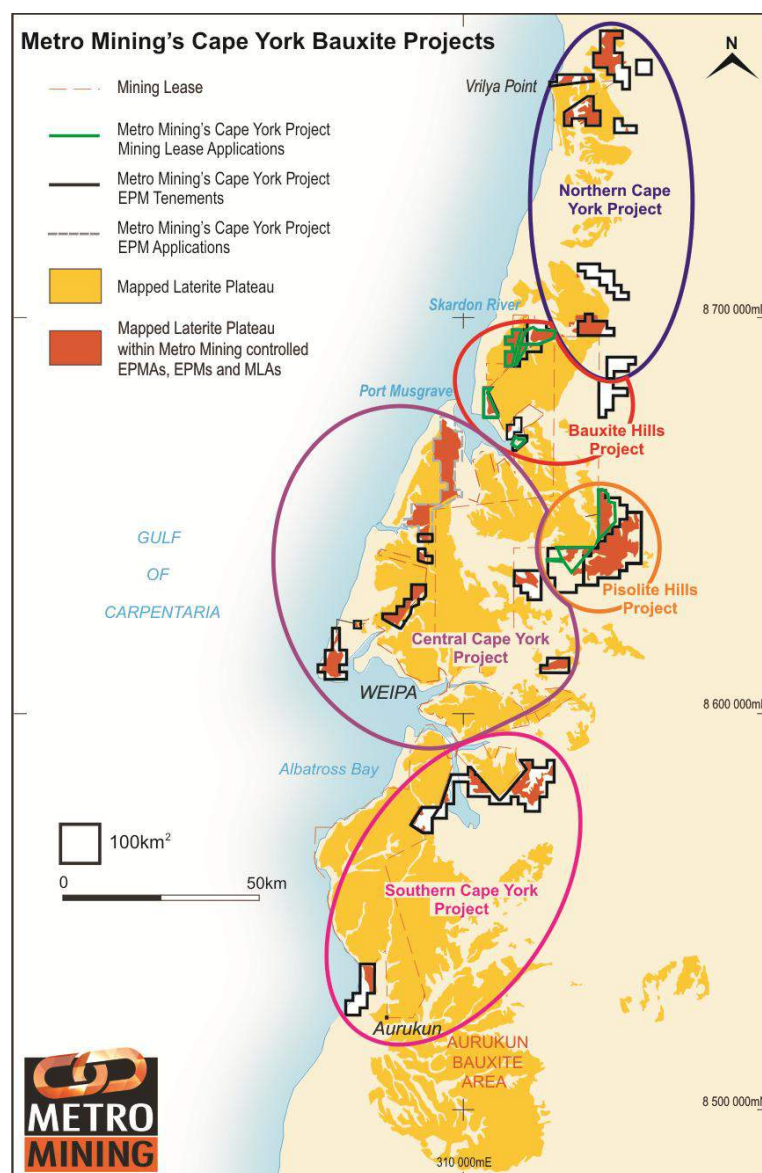 Metro Mining's Cape York Bauxite Projects
N
Mining Lease
Metro Mining's Cape York Project
Mining Lease Applications
Metro Mining's Cape York Project
EPM Tenements
Metro Mining's Cape York Project
EPM Applications
Mapped Laterite Plateau
Mapped Laterite Plateau
within Metro Mining controlled
EPMAs, EPMs and MLAs
Vrilya Point
Northern Cape
York Project
Skardon River
8 700 000m
Port Musgrave
Bauxite Hills
Project
GULF
OF
CARPENTARIA
Pisolite Hills
Project
Central Cape York
Project
WEIPA
8 600 000m
Albatross Bay
100km²
0 50km
Southern Cape York
Project
Aurukun
AURUKUN
BAUXITE
AREA
8 500 000m
310 000mE
METRO
MINING